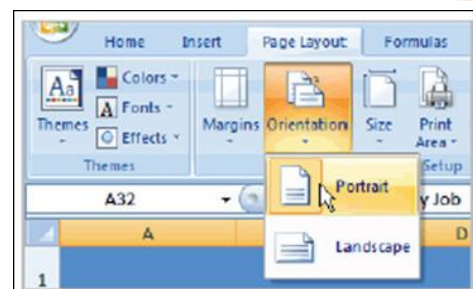 Home Insert Page Layout Formulas
Aa Colors
A Fonts
Effects
Themes Margins Orientation Size Print
Area
Themes Setup
Portrait
A32 y Job
Landscape
A D
1